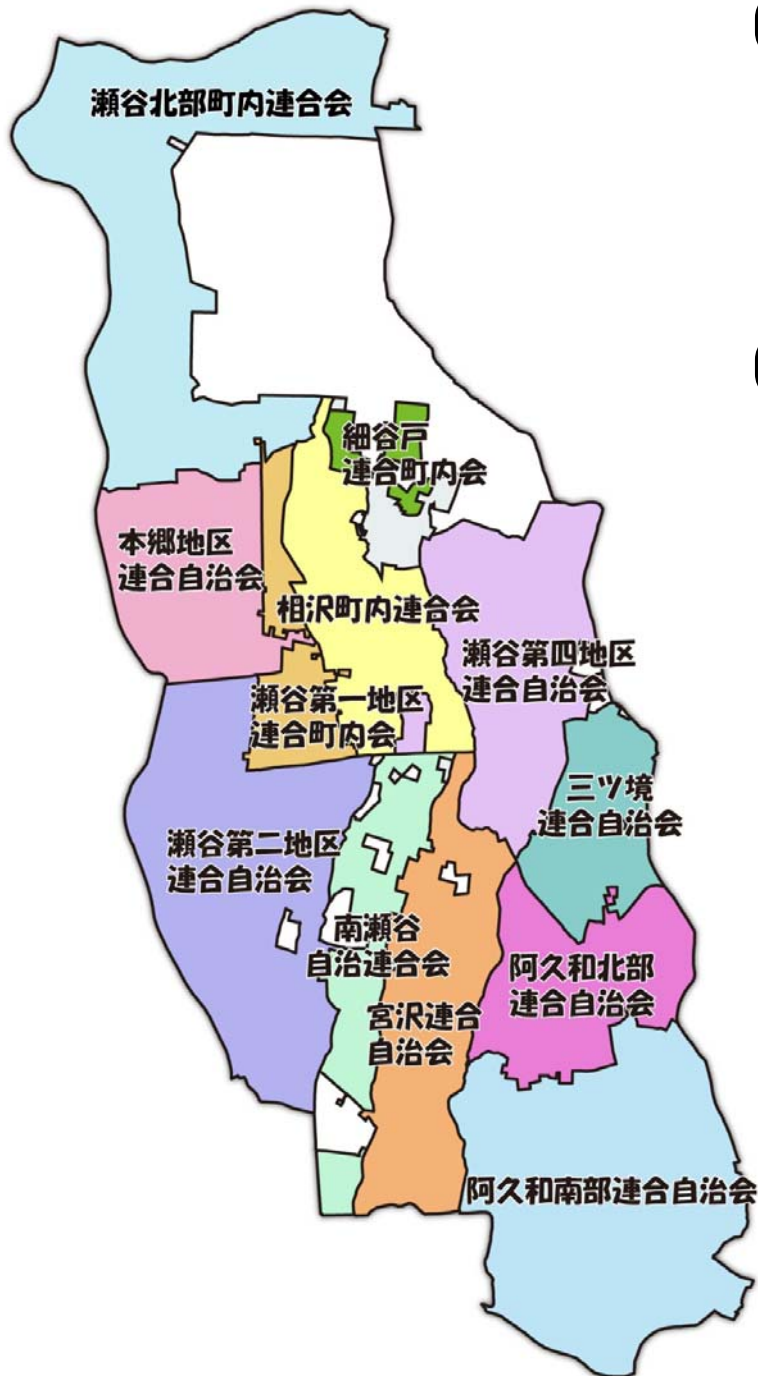 瀬谷北部町内連合会
細谷戸
連合町内会
本郷地区
連合自治会
相沢町内連合会
瀬谷第四地区
連合自治会
瀬谷第一地区
連合町内会
三ツ境
連合自治会
瀬谷第二地区
連合自治会
南瀬谷
自治連合会
阿久和北部
連合自治会
宮沢連合
自治会
阿久和南部連合自治会